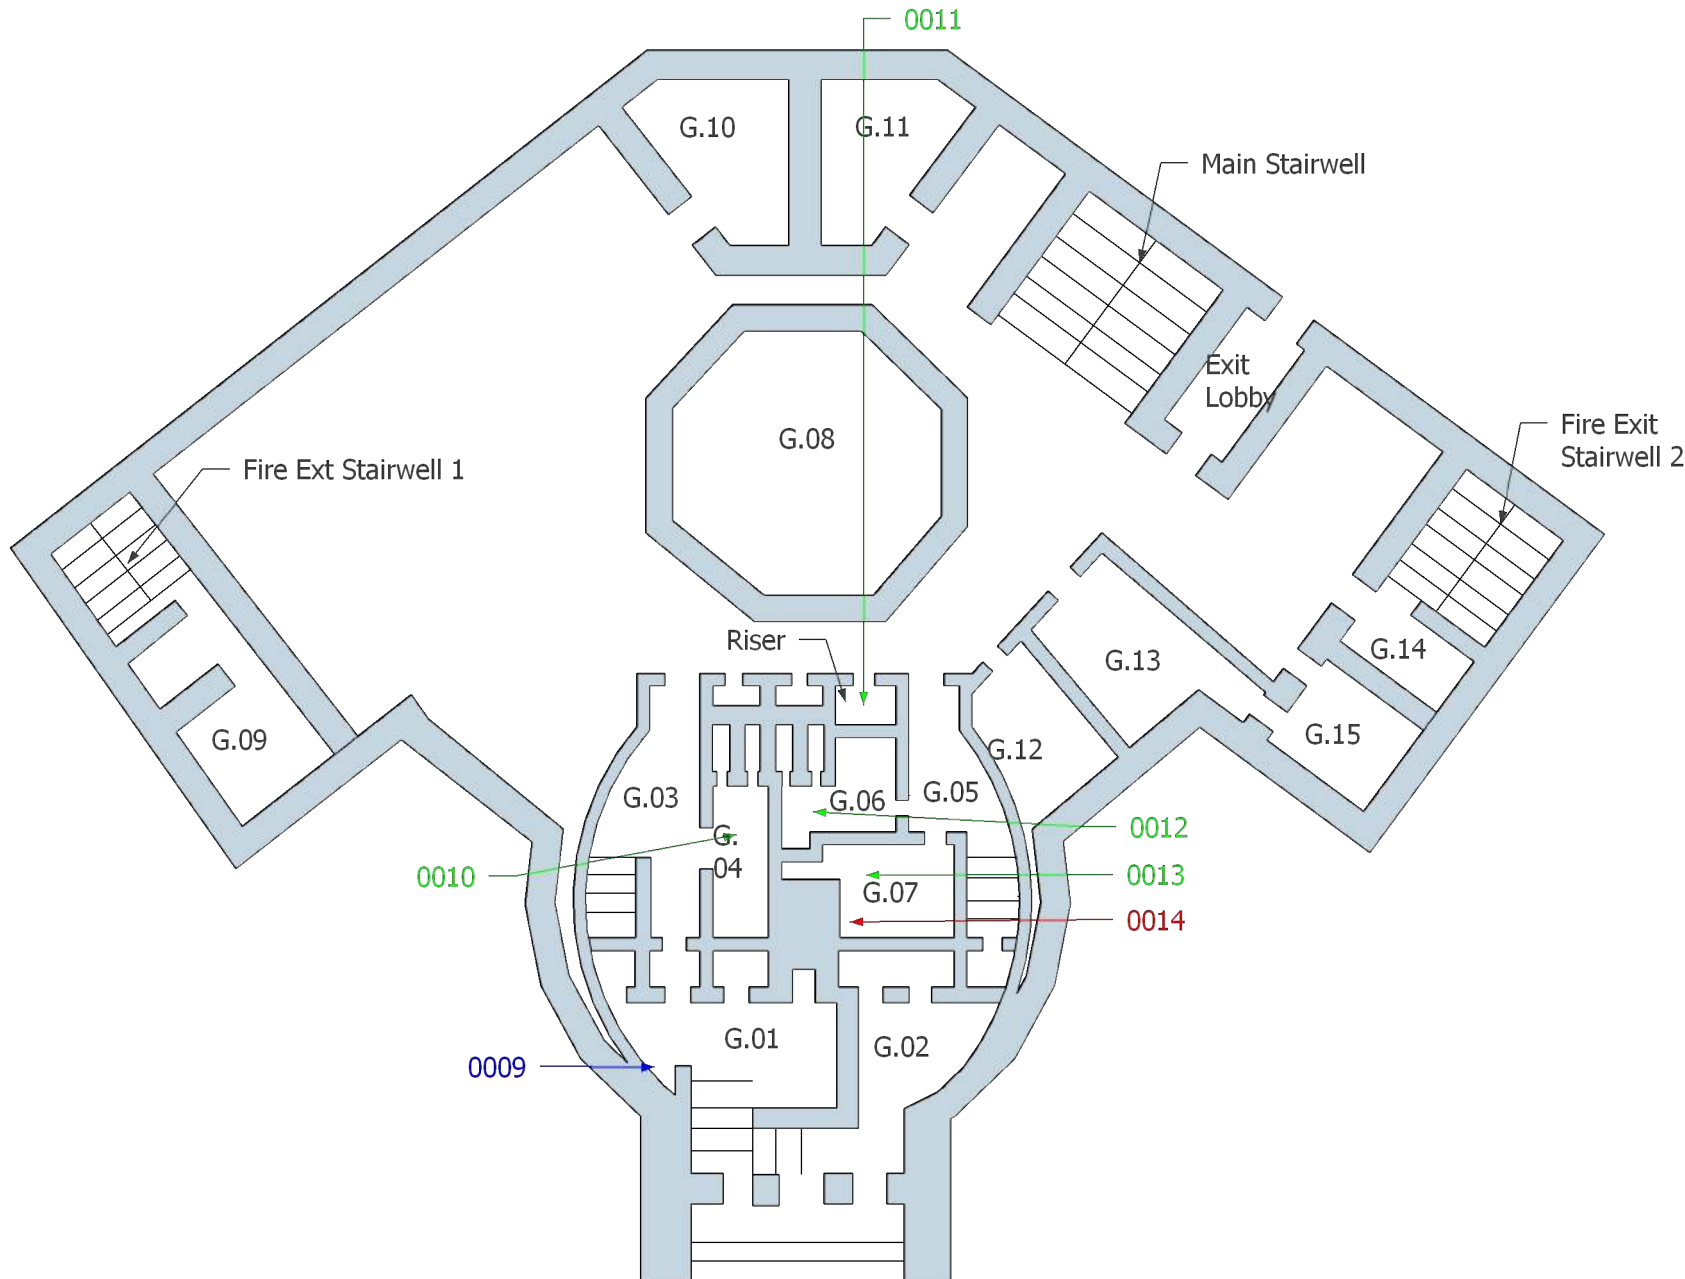 0011
G.10
G.11
Main Stairwell
Exit
Lobby
G.08
Fire Exit
Stairwell 2
Fire Ext Stairwell 1
Riser
G.13
G.14
G.09
G.15
G.12
G.03
G.06
G.05
0012
G.
04
0010
0013
G.07
0014
G.01
G.02
0009